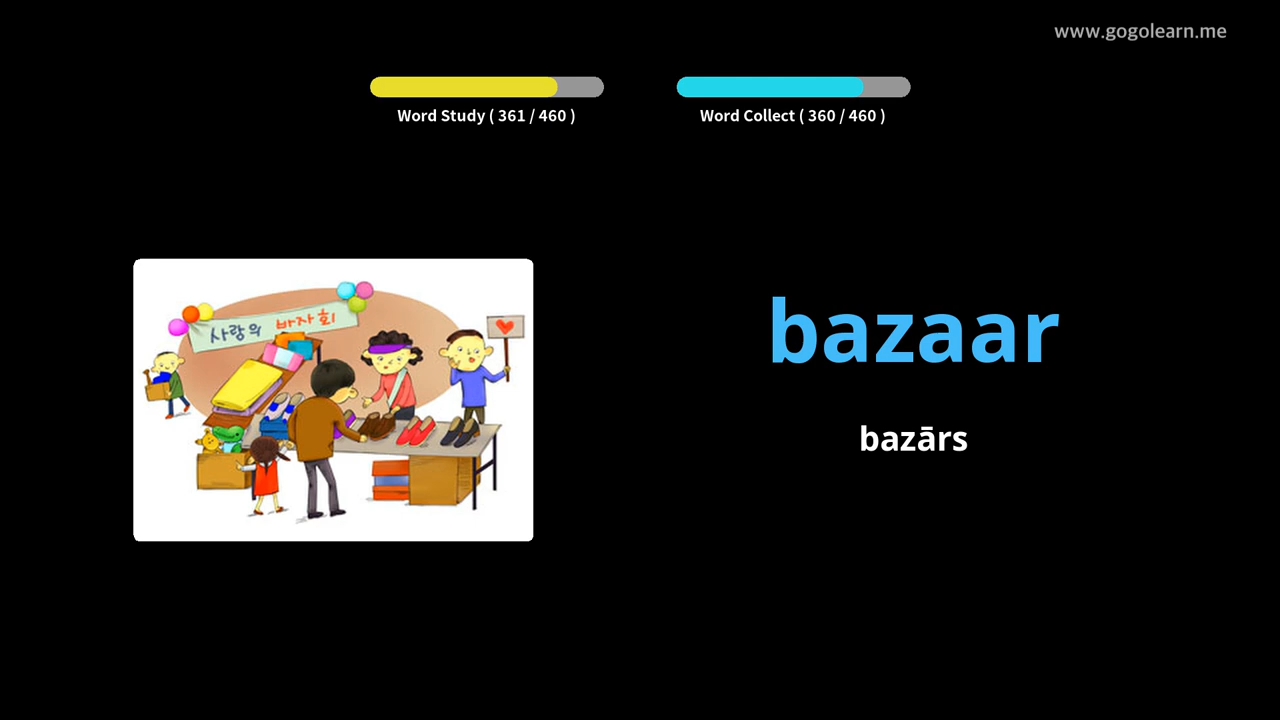 www.gogolearn.me
Word Study ( 361 / 460 )
Word Collect ( 360 / 460 )
사랑의 바자회
bazaar
bazārs